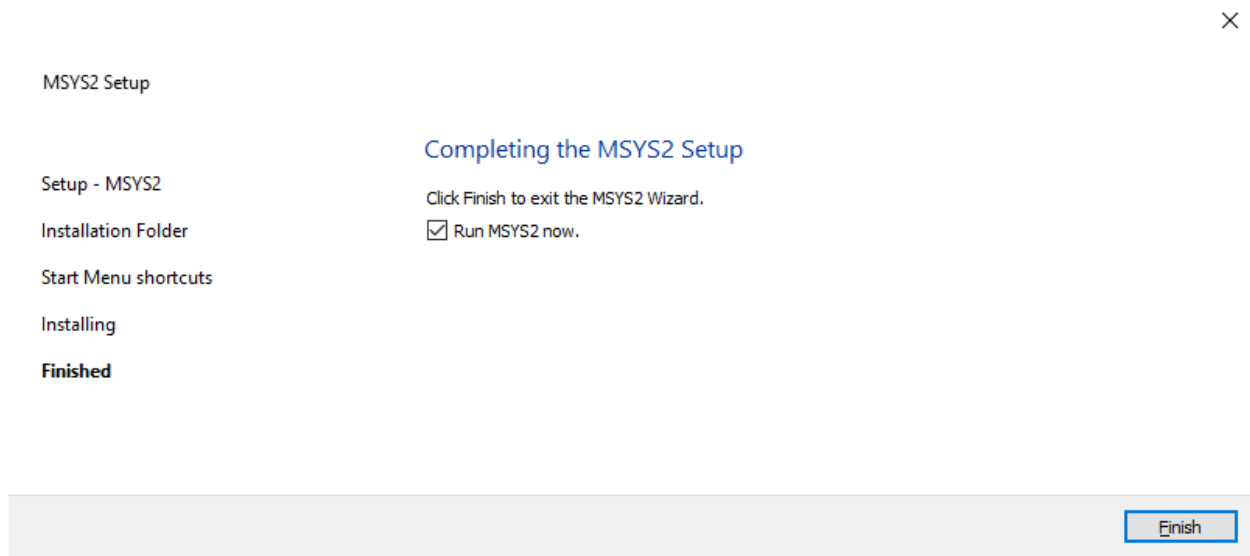 MSYS2 Setup
Setup - MSYS2
Installation Folder
Start Menu shortcuts
Installing
Finished
Completing the MSYS2 Setup
Click Finish to exit the MSYS2 Wizard.
Run MSYS2 now.
Finish